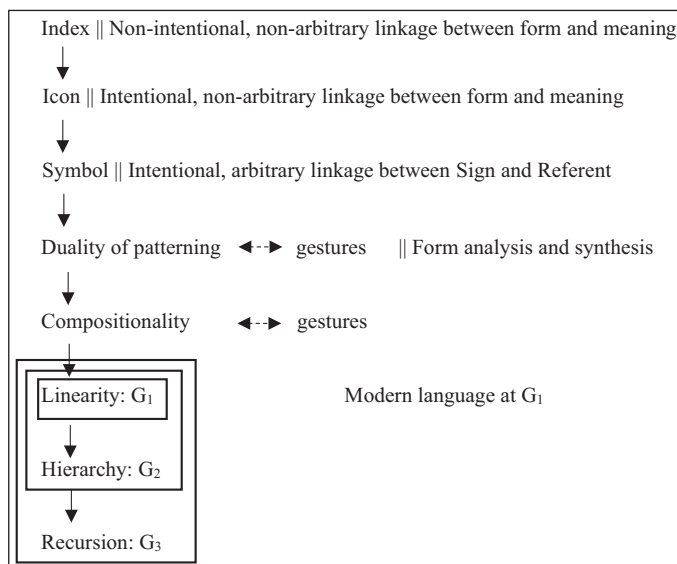 Index || Non-intentional, non-arbitrary linkage between form and meaning
Icon || Intentional, non-arbitrary linkage between form and meaning
Symbol || Intentional, arbitrary linkage between Sign and Referent
Duality of patterning gestures || Form analysis and synthesis
Compositionality gestures
Linearity: G₁ Modern language at G₁
Hierarchy: G₂
Recursion: G₃